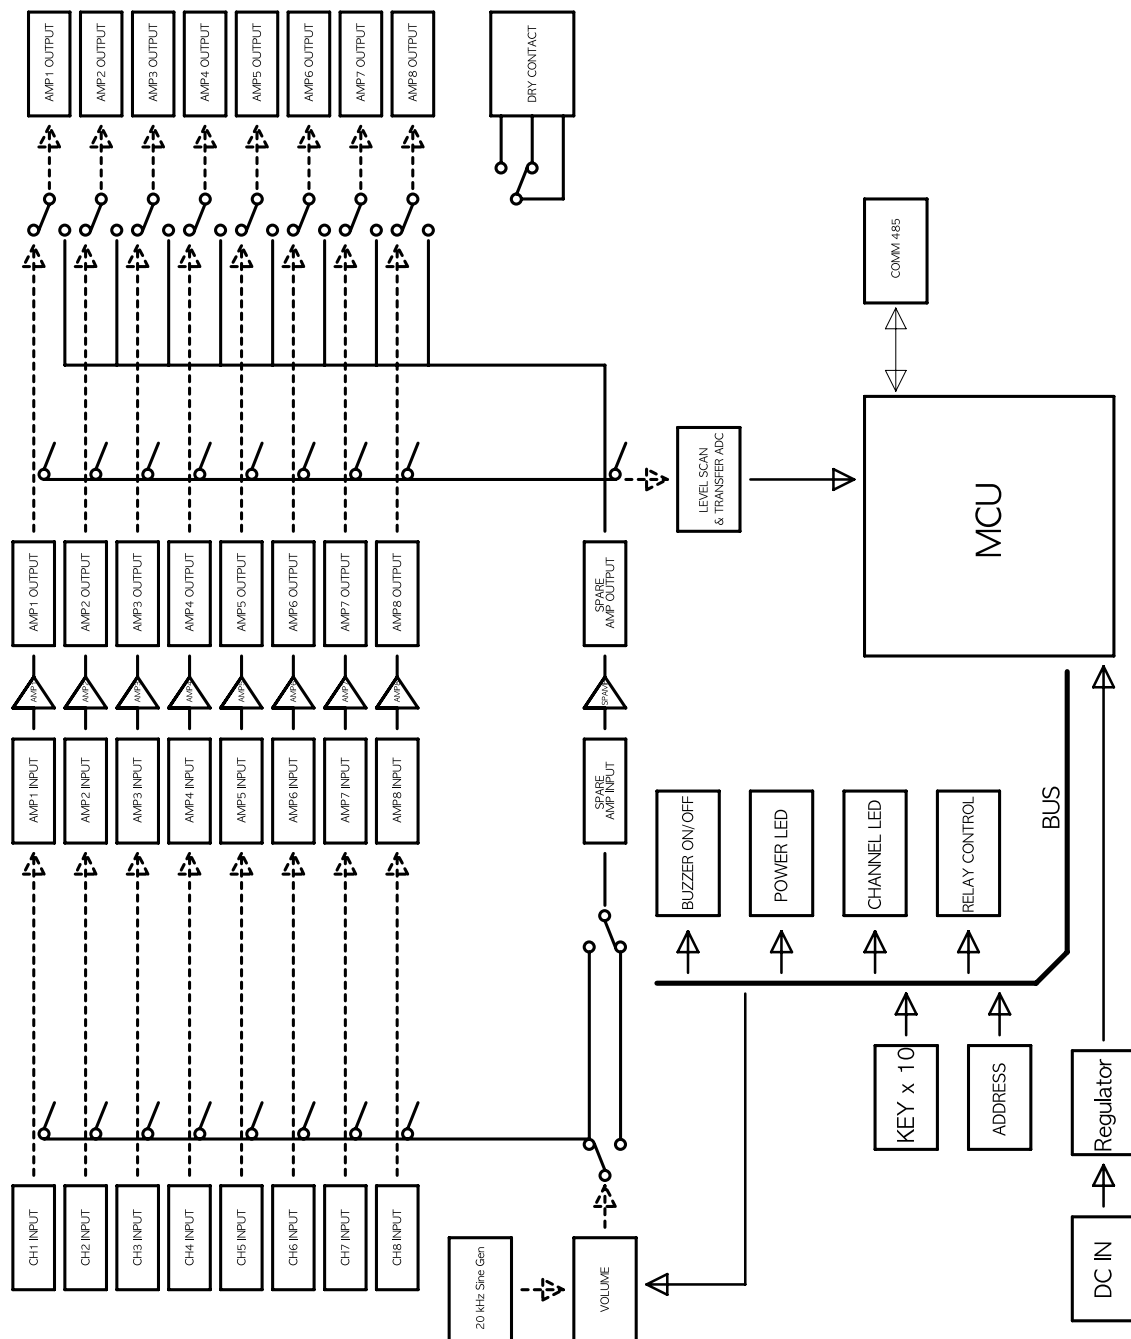 AMP1 OUTPUT
AMP2 OUTPUT
AMP3 OUTPUT
AMP4 OUTPUT
AMP5 OUTPUT
AMP6 OUTPUT
AMP7 OUTPUT
AMP8 OUTPUT
DRY CONTACT
COMM 485
LEVEL SCAN
& TRANSFER ADC
MCU
AMP1 OUTPUT
AMP2 OUTPUT
AMP3 OUTPUT
AMP4 OUTPUT
AMP5 OUTPUT
AMP6 OUTPUT
AMP7 OUTPUT
AMP8 OUTPUT
SPARE
AMP OUTPUT
AMP1 INPUT
AMP2 INPUT
AMP3 INPUT
AMP4 INPUT
AMP5 INPUT
AMP6 INPUT
AMP7 INPUT
AMP8 INPUT
SPARE
AMP INPUT
BUZZER ON/OFF
POWER LED
CHANNEL LED
RELAY CONTROL
BUS
KEY x 10
ADDRESS
Regulator
DC IN
CH1 INPUT
CH2 INPUT
CH3 INPUT
CH4 INPUT
CH5 INPUT
CH6 INPUT
CH7 INPUT
CH8 INPUT
20 kHz Sine Gen
VOLUME